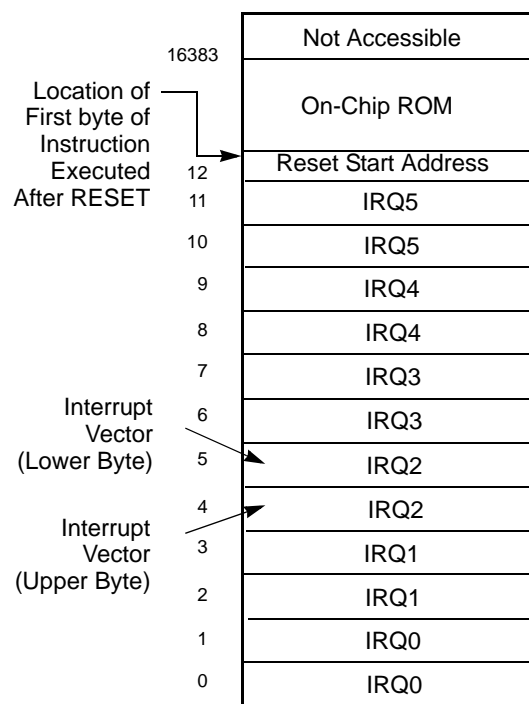 Not Accessible
16383
Location of
First byte of
Instruction
Executed
After RESET
On-Chip ROM
12 Reset Start Address
11 IRQ5
10 IRQ5
9 IRQ4
8 IRQ4
7 IRQ3
6 IRQ3
Interrupt
Vector
(Lower Byte)
5 IRQ2
4 IRQ2
Interrupt
Vector
(Upper Byte)
3 IRQ1
2 IRQ1
1 IRQ0
0 IRQ0